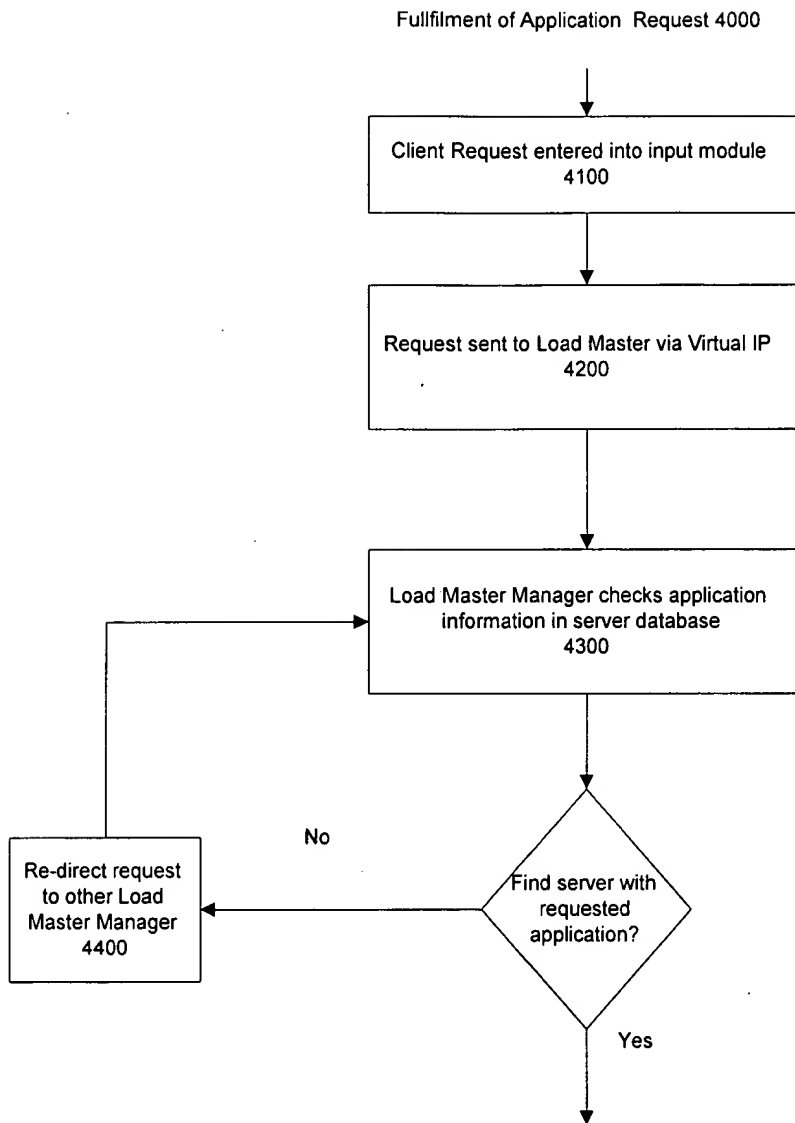 Fullfilment of Application Request 4000
Client Request entered into input module
4100
Request sent to Load Master via Virtual IP
4200
Load Master Manager checks application
information in server database
4300
No
Re-direct request
to other Load
Master Manager
4400
Find server with
requested
application?
Yes